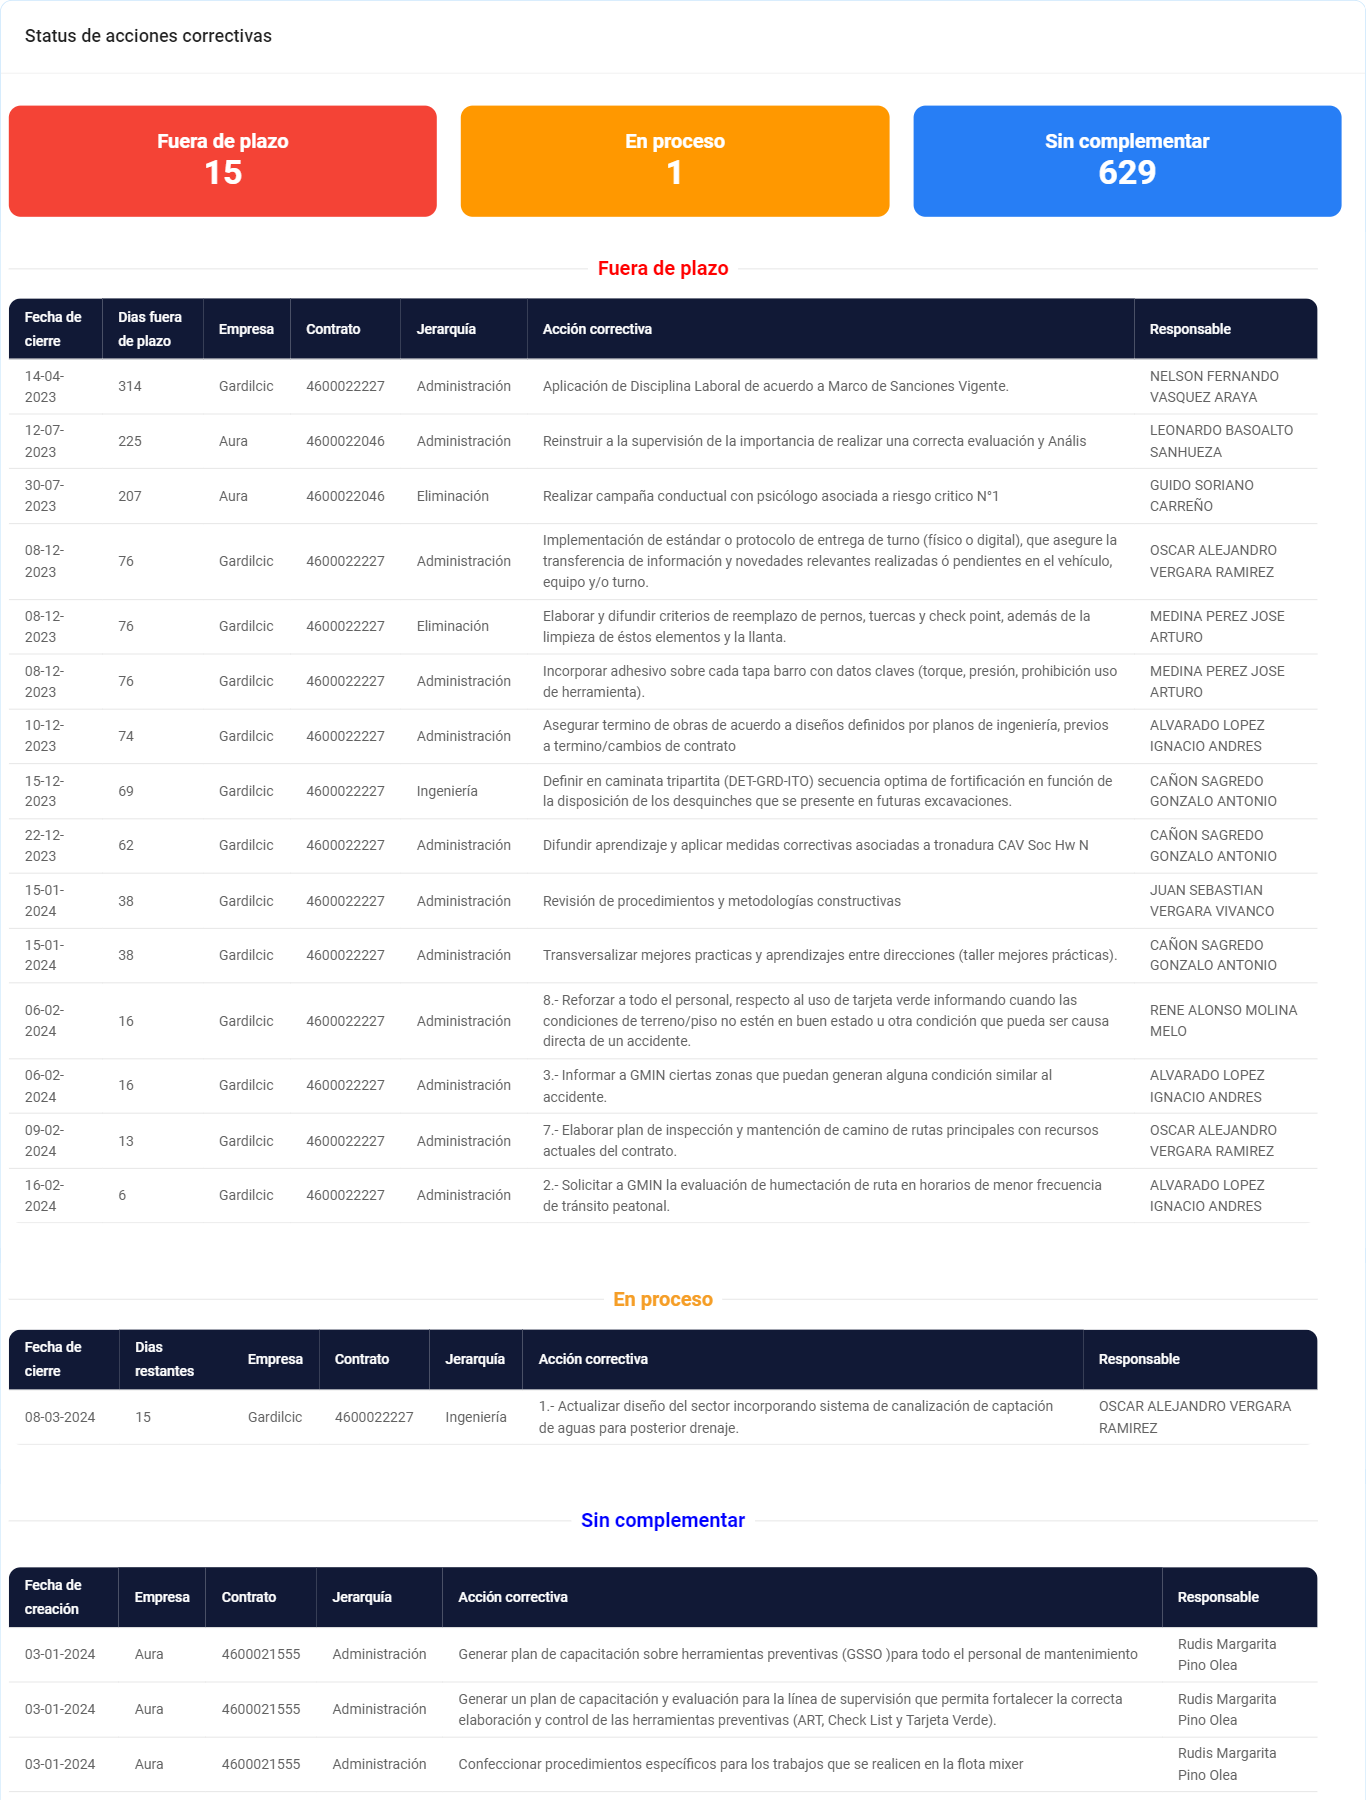 Status de acciones correctivas
Fuera de plazo
15
En proceso
1
Sin complementar
629
Fuera de plazo
Fecha de cierre Dias fuera de plazo Empresa Contrato Jerarquía Acción correctiva Responsable
14-04-2023 314 Gardilcic 4600022227 Administración Aplicación de Disciplina Laboral de acuerdo a Marco de Sanciones Vigente. NELSON FERNANDO VASQUEZ ARAYA
12-07-2023 225 Aura 4600022046 Administración Reinstruir a la supervisión de la importancia de realizar una correcta evaluación y Anális LEONARDO BASOALTO SANHUEZA
30-07-2023 207 Aura 4600022046 Eliminación Realizar campaña conductual con psicólogo asociada a riesgo critico N°1 GUIDO SORIANO CARREÑO
08-12-2023 76 Gardilcic 4600022227 Administración Implementación de estándar o protocolo de entrega de turno (físico o digital), que asegure la transferencia de información y novedades relevantes realizadas ó pendientes en el vehículo, equipo y/o turno. OSCAR ALEJANDRO VERGARA RAMIREZ
08-12-2023 76 Gardilcic 4600022227 Eliminación Elaborar y difundir criterios de reemplazo de pernos, tuercas y check point, además de la limpieza de éstos elementos y la llanta. MEDINA PEREZ JOSE ARTURO
08-12-2023 76 Gardilcic 4600022227 Administración Incorporar adhesivo sobre cada tapa barro con datos claves (torque, presión, prohibición uso de herramienta). MEDINA PEREZ JOSE ARTURO
10-12-2023 74 Gardilcic 4600022227 Administración Asegurar termino de obras de acuerdo a diseños definidos por planos de ingeniería, previos a termino/cambios de contrato ALVARADO LOPEZ IGNACIO ANDRES
15-12-2023 69 Gardilcic 4600022227 Ingeniería Definir en caminata tripartita (DET-GRD-ITO) secuencia optima de fortificación en función de la disposición de los desquinches que se presente en futuras excavaciones. CAÑON SAGREDO GONZALO ANTONIO
22-12-2023 62 Gardilcic 4600022227 Administración Difundir aprendizaje y aplicar medidas correctivas asociadas a tronadura CAV Soc Hw N CAÑON SAGREDO GONZALO ANTONIO
15-01-2024 38 Gardilcic 4600022227 Administración Revisión de procedimientos y metodologías constructivas JUAN SEBASTIAN VERGARA VIVANCO
15-01-2024 38 Gardilcic 4600022227 Administración Transversalizar mejores practicas y aprendizajes entre direcciones (taller mejores prácticas). CAÑON SAGREDO GONZALO ANTONIO
06-02-2024 16 Gardilcic 4600022227 Administración 8.- Reforzar a todo el personal, respecto al uso de tarjeta verde informando cuando las condiciones de terreno/piso no estén en buen estado u otra condición que pueda ser causa directa de un accidente. RENE ALONSO MOLINA MELO
06-02-2024 16 Gardilcic 4600022227 Administración 3.- Informar a GMIN ciertas zonas que puedan generan alguna condición similar al accidente. ALVARADO LOPEZ IGNACIO ANDRES
09-02-2024 13 Gardilcic 4600022227 Administración 7.- Elaborar plan de inspección y mantención de camino de rutas principales con recursos actuales del contrato. OSCAR ALEJANDRO VERGARA RAMIREZ
16-02-2024 6 Gardilcic 4600022227 Administración 2.- Solicitar a GMIN la evaluación de humectación de ruta en horarios de menor frecuencia de tránsito peatonal. ALVARADO LOPEZ IGNACIO ANDRES
En proceso
Fecha de cierre Dias restantes Empresa Contrato Jerarquía Acción correctiva Responsable
08-03-2024 15 Gardilcic 4600022227 Ingeniería 1.- Actualizar diseño del sector incorporando sistema de canalización de captación de aguas para posterior drenaje. OSCAR ALEJANDRO VERGARA RAMIREZ
Sin complementar
Fecha de creación Empresa Contrato Jerarquía Acción correctiva Responsable
03-01-2024 Aura 4600021555 Administración Generar plan de capacitación sobre herramientas preventivas (GSSO )para todo el personal de mantenimiento Rudis Margarita Pino Olea
03-01-2024 Aura 4600021555 Administración Generar un plan de capacitación y evaluación para la línea de supervisión que permita fortalecer la correcta elaboración y control de las herramientas preventivas (ART, Check List y Tarjeta Verde). Rudis Margarita Pino Olea
03-01-2024 Aura 4600021555 Administración Confeccionar procedimientos específicos para los trabajos que se realicen en la flota mixer Rudis Margarita Pino Olea